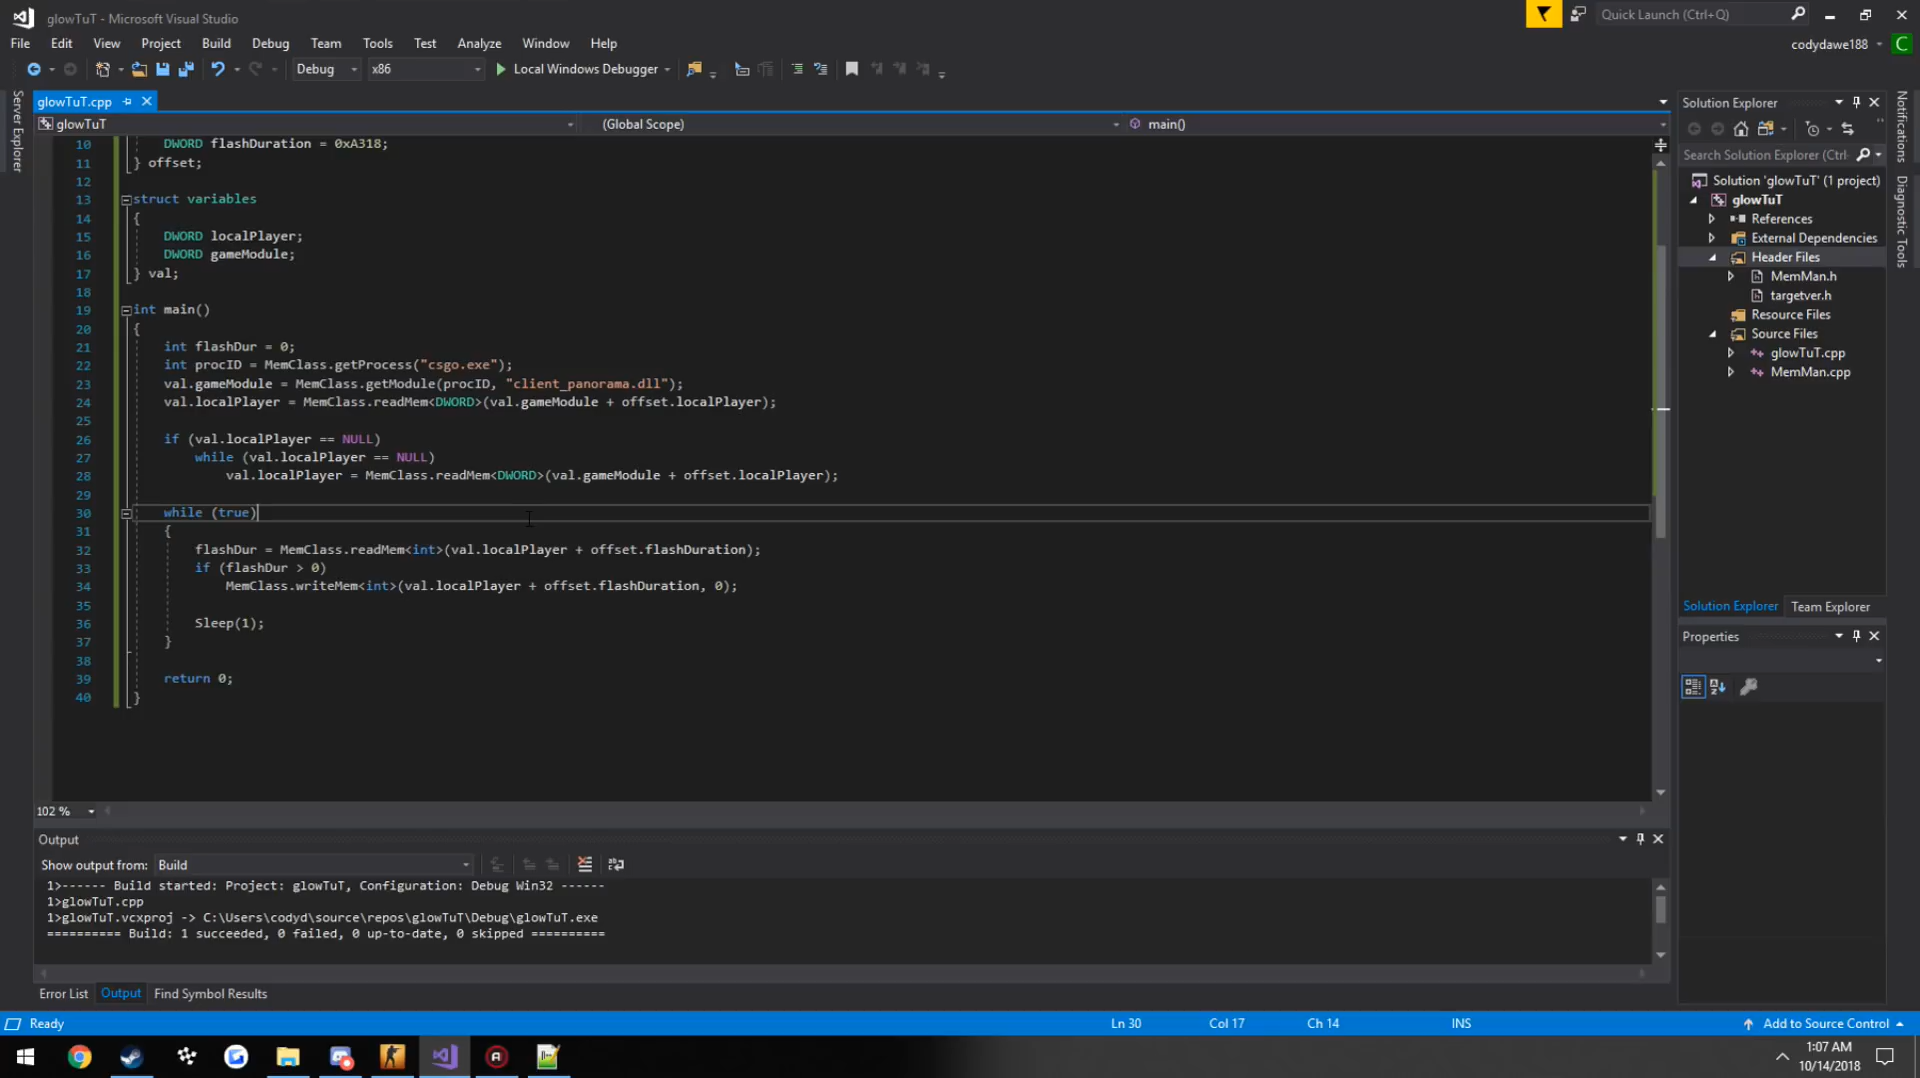 glowTuT - Microsoft Visual Studio
Quick Launch (Ctrl+Q)
File Edit View Project Build Debug Team Tools Test Analyze Window Help
codydawe188 C
Debug x86 Local Windows Debugger
Server Explorer
glowTuT.cpp
glowTuT (Global Scope) main()
10 DWORD flashDuration = 0xA318;
11 } offset;
12
13 struct variables
14 {
15 DWORD localPlayer;
16 DWORD gameModule;
17 } val;
18
19 int main()
20 {
21 int flashDur = 0;
22 int procID = MemClass.getProcess("csgo.exe");
23 val.gameModule = MemClass.getModule(procID, "client_panorama.dll");
24 val.localPlayer = MemClass.readMem<DWORD>(val.gameModule + offset.localPlayer);
25
26 if (val.localPlayer == NULL)
27 while (val.localPlayer == NULL)
28 val.localPlayer = MemClass.readMem<DWORD>(val.gameModule + offset.localPlayer);
29
30 while (true)
31 {
32 flashDur = MemClass.readMem<int>(val.localPlayer + offset.flashDuration);
33 if (flashDur > 0)
34 MemClass.writeMem<int>(val.localPlayer + offset.flashDuration, 0);
35
36 Sleep(1);
37 }
38
39 return 0;
40 }
102 %
Solution Explorer
Search Solution Explorer (Ctrl
Solution 'glowTuT' (1 project)
glowTuT
References
External Dependencies
Header Files
MemMan.h
targetver.h
Resource Files
Source Files
glowTuT.cpp
MemMan.cpp
Solution Explorer Team Explorer
Properties
Notifications
Diagnostic Tools
Output
Show output from: Build
1>------ Build started: Project: glowTuT, Configuration: Debug Win32 ------
1>glowTuT.cpp
1>glowTuT.vcxproj -> C:\Users\codyd\source\repos\glowTuT\Debug\glowTuT.exe
========== Build: 1 succeeded, 0 failed, 0 up-to-date, 0 skipped ==========
Error List Output Find Symbol Results
Ready Ln 30 Col 17 Ch 14 INS Add to Source Control
1:07 AM
10/14/2018